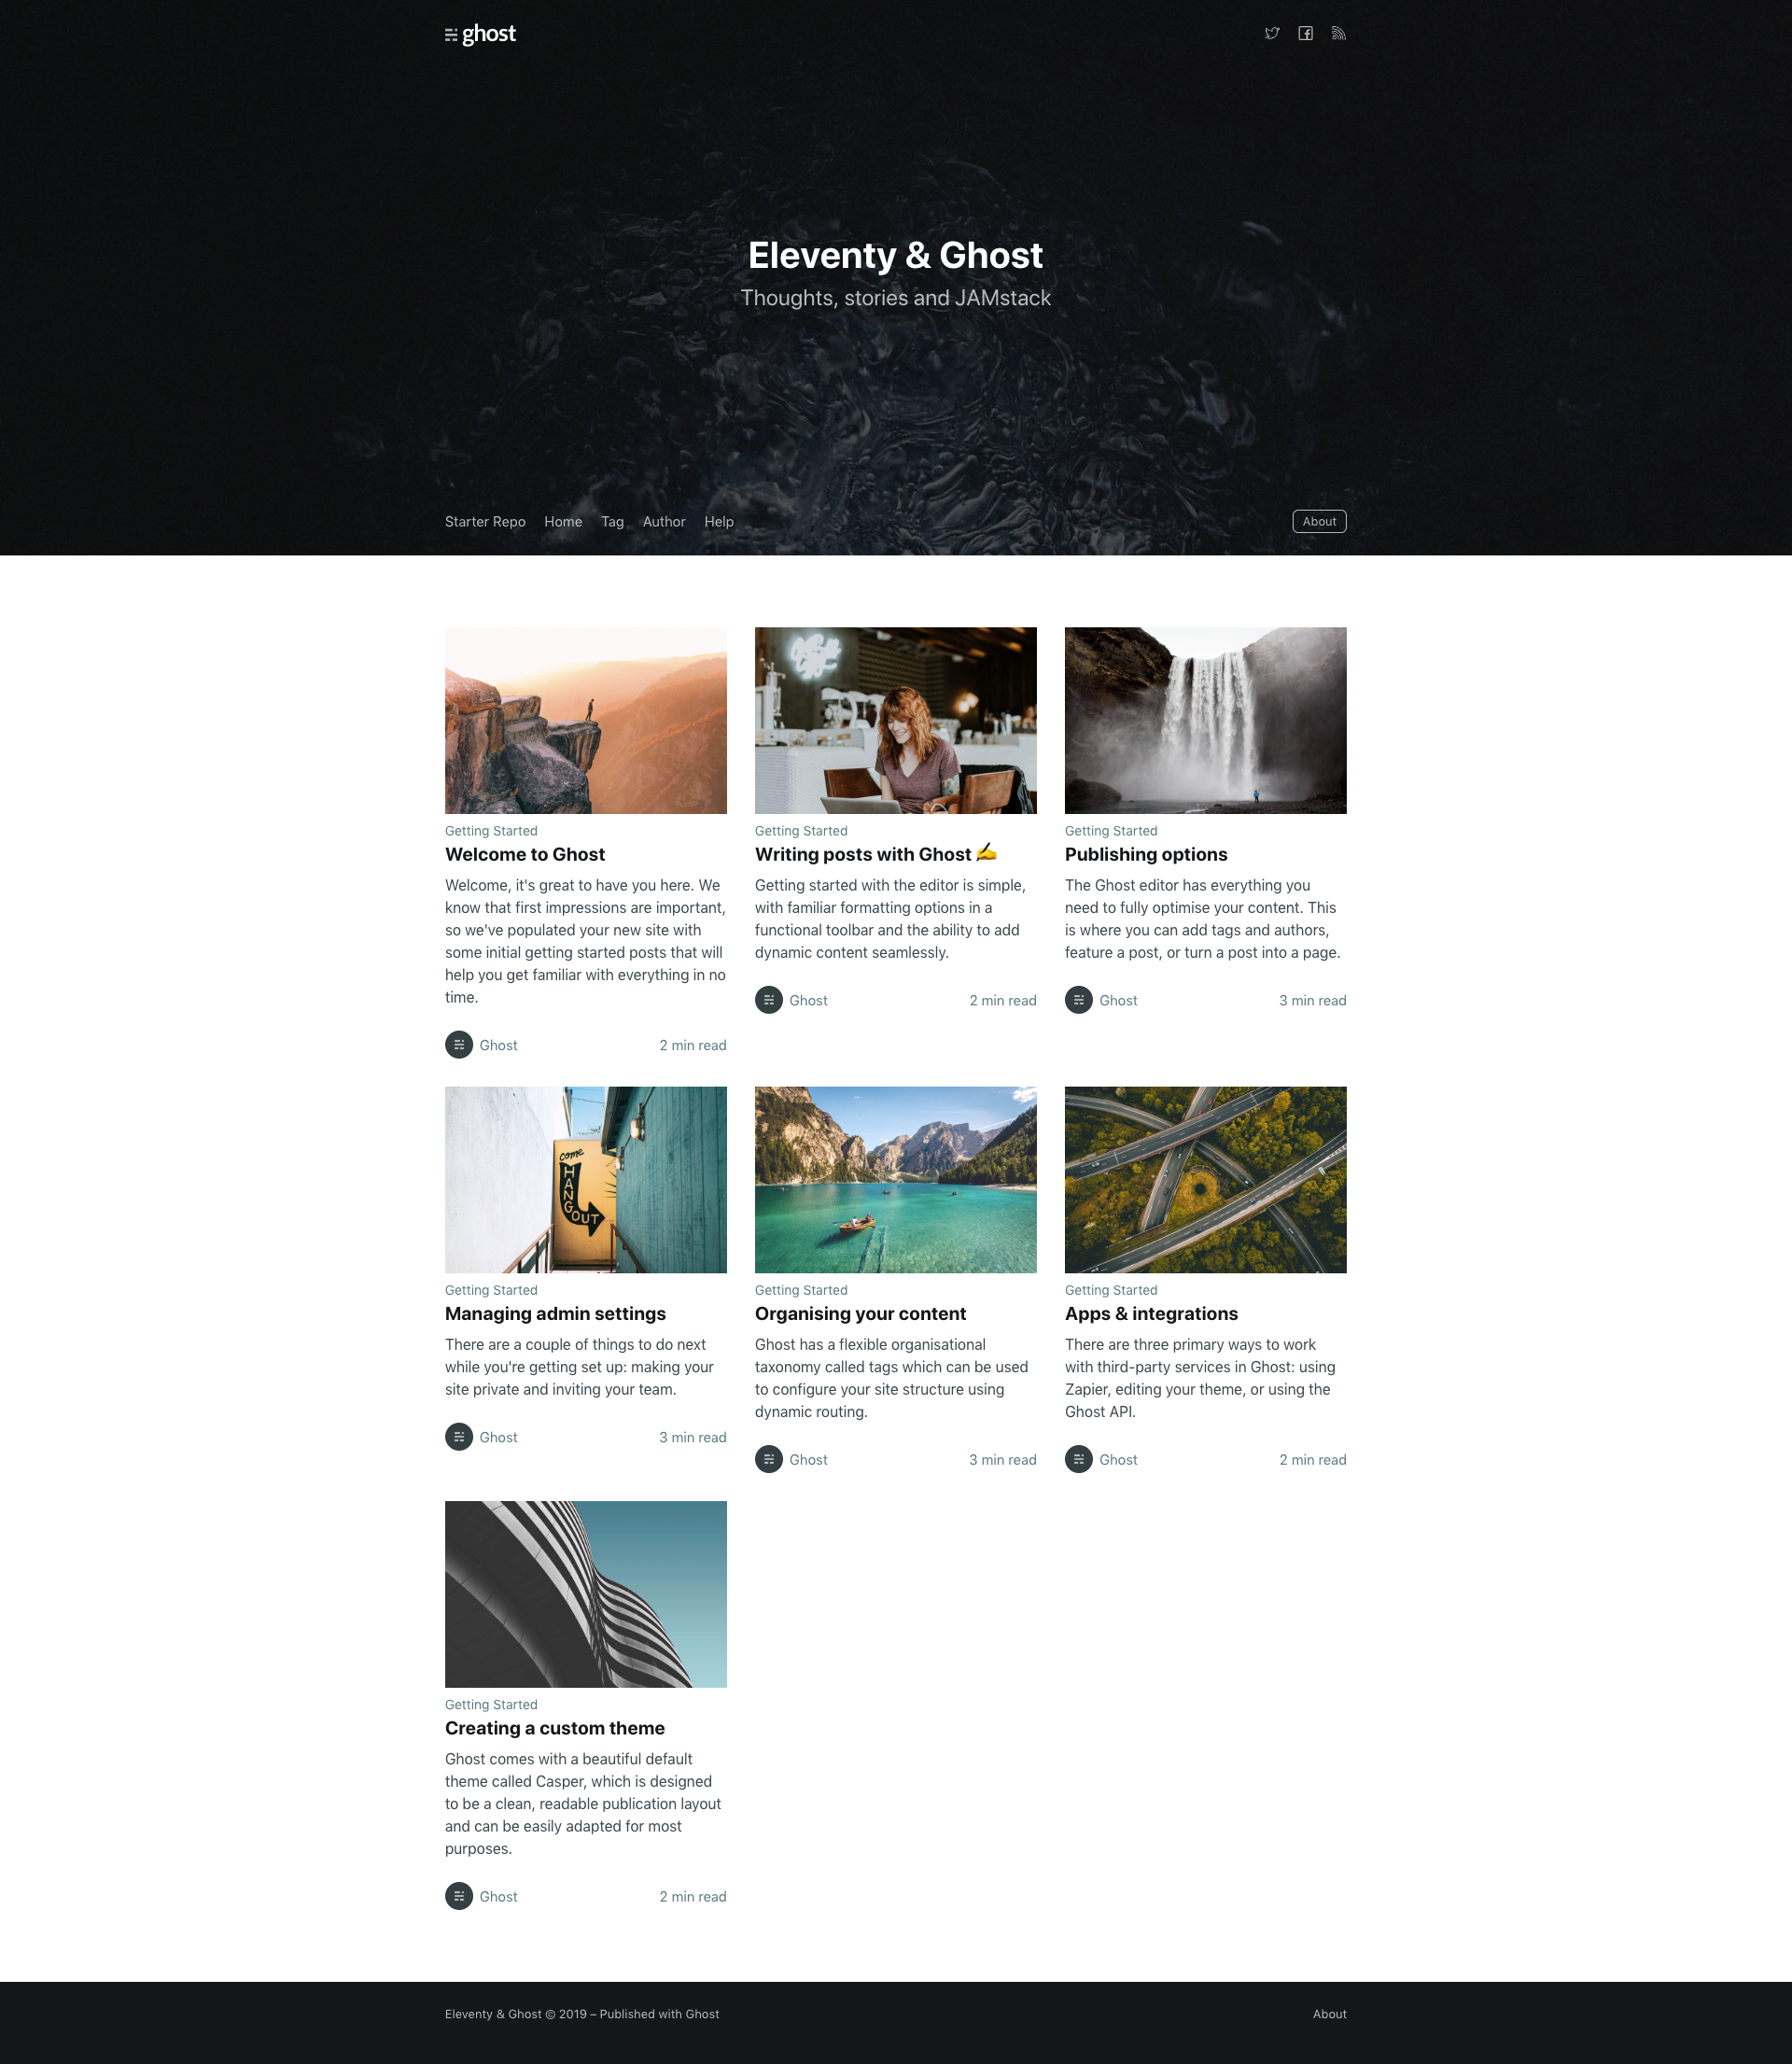 ghost
Eleventy & Ghost
Thoughts, stories and JAMstack
Starter Repo Home Tag Author Help About
Getting Started
Welcome to Ghost
Welcome, it's great to have you here. We
know that first impressions are important,
so we've populated your new site with
some initial getting started posts that will
help you get familiar with everything in no
time.
Ghost 2 min read
Getting Started
Writing posts with Ghost ✍️
Getting started with the editor is simple,
with familiar formatting options in a
functional toolbar and the ability to add
dynamic content seamlessly.
Ghost 2 min read
Getting Started
Publishing options
The Ghost editor has everything you
need to fully optimise your content. This
is where you can add tags and authors,
feature a post, or turn a post into a page.
Ghost 3 min read
come
HANGOUT
Getting Started
Managing admin settings
There are a couple of things to do next
while you're getting set up: making your
site private and inviting your team.
Ghost 3 min read
Getting Started
Organising your content
Ghost has a flexible organisational
taxonomy called tags which can be used
to configure your site structure using
dynamic routing.
Ghost 3 min read
Getting Started
Apps & integrations
There are three primary ways to work
with third-party services in Ghost: using
Zapier, editing your theme, or using the
Ghost API.
Ghost 2 min read
Getting Started
Creating a custom theme
Ghost comes with a beautiful default
theme called Casper, which is designed
to be a clean, readable publication layout
and can be easily adapted for most
purposes.
Ghost 2 min read
Eleventy & Ghost © 2019 – Published with Ghost About